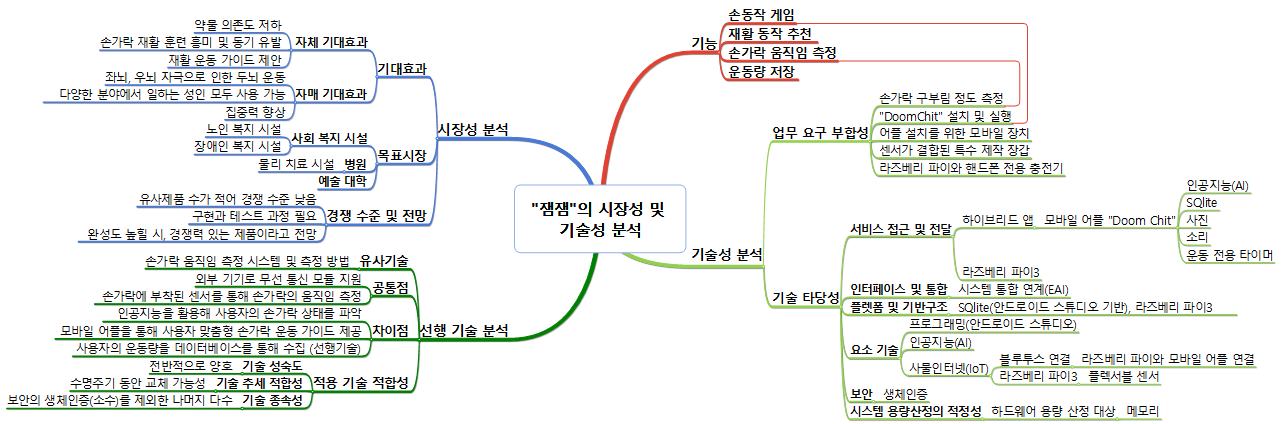 "잼잼"의 시장성 및
기술성 분석
기능
손동작 게임
재활 동작 추천
손가락 움직임 측정
운동량 저장
기술성 분석
업무 요구 부합성
손가락 구부림 정도 측정
"DoomChit" 설치 및 실행
어플 설치를 위한 모바일 장치
센서가 결합된 특수 제작 장갑
라즈베리 파이와 핸드폰 전용 충전기
기술 타당성
서비스 접근 및 전달
하이브리드 앱
모바일 어플 "Doom Chit"
인공지능(AI)
SQlite
사진
소리
운동 전용 타이머
라즈베리 파이3
인터페이스 및 통합
시스템 통합 연계(EAI)
플렛폼 및 기반구조
SQlite(안드로이드 스튜디오 기반), 라즈베리 파이3
요소 기술
프로그래밍(안드로이드 스튜디오)
인공지능(AI)
사물인터넷(IoT)
블루투스 연결
라즈베리 파이와 모바일 어플 연결
라즈베리 파이3
플렉서블 센서
보안
생체인증
시스템 용량산정의 적정성
하드웨어 용량 산정 대상
메모리
시장성 분석
기대효과
자체 기대효과
약물 의존도 저하
손가락 재활 훈련 흥미 및 동기 유발
재활 운동 가이드 제안
자매 기대효과
좌뇌, 우뇌 자극으로 인한 두뇌 운동
다양한 분야에서 일하는 성인 모두 사용 가능
집중력 향상
목표시장
사회 복지 시설
노인 복지 시설
장애인 복지 시설
병원
물리 치료 시설
예술 대학
경쟁 수준 및 전망
유사제품 수가 적어 경쟁 수준 낮음
구현과 테스트 과정 필요
완성도 높힐 시, 경쟁력 있는 제품이라고 전망
선행 기술 분석
유사기술
손가락 움직임 측정 시스템 및 측정 방법
공통점
외부 기기로 무선 통신 모듈 지원
손가락에 부착된 센서를 통해 손가락의 움직임 측정
차이점
인공지능을 활용해 사용자의 손가락 상태를 파악
모바일 어플을 통해 사용자 맞춤형 손가락 운동 가이드 제공
사용자의 운동량을 데이터베이스를 통해 수집 (선행기술)
적용 기술 적합성
기술 성숙도
전반적으로 양호
기술 추세 적합성
수명주기 동안 교체 가능성
기술 종속성
보안의 생체인증(소수)를 제외한 나머지 다수